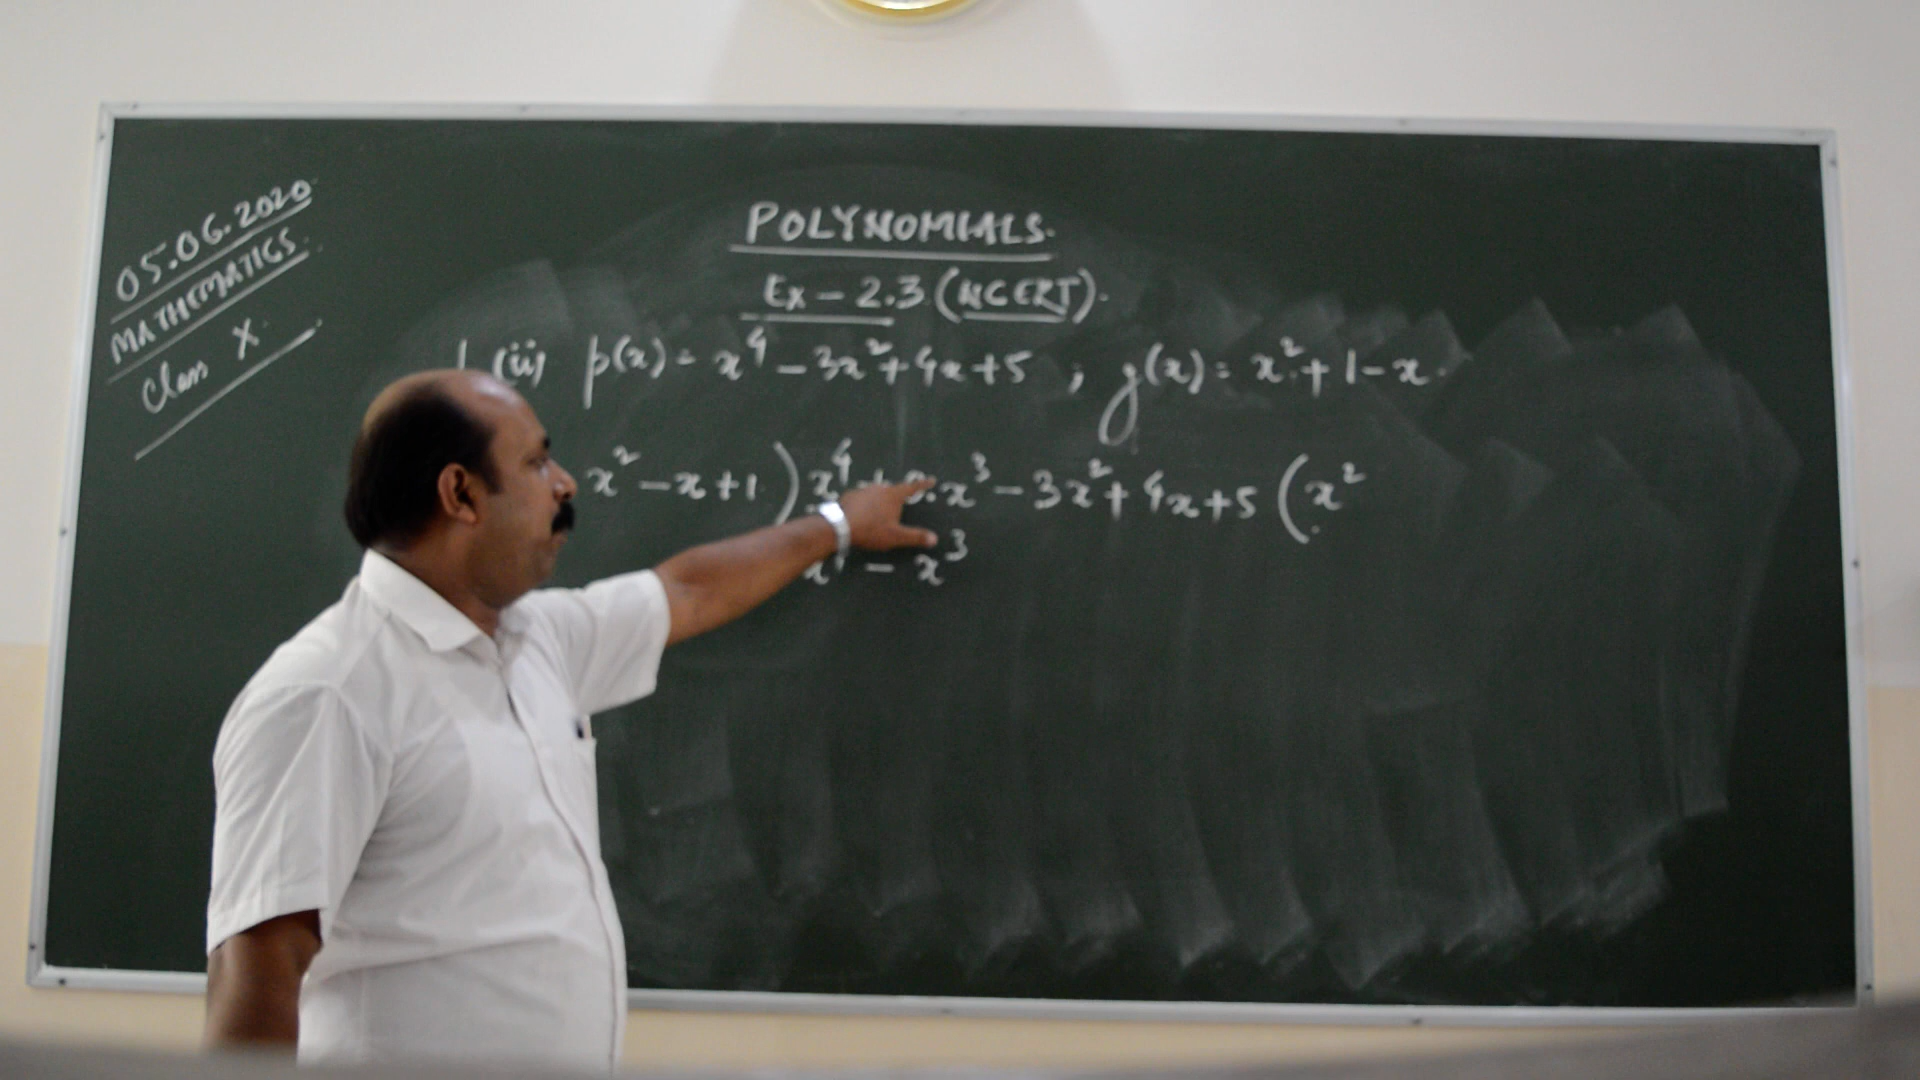 05.06.2020
MATHEMATICS.
Class X.
POLYNOMIALS.
Ex – 2.3 (NCERT).
1. (ii) p(x) = x⁴ – 3x² + 4x + 5 ; g(x) = x² + 1 – x.
x² – x + 1 ) x⁴ + 0.x³ – 3x² + 4x + 5 ( x²
x⁴ – x³